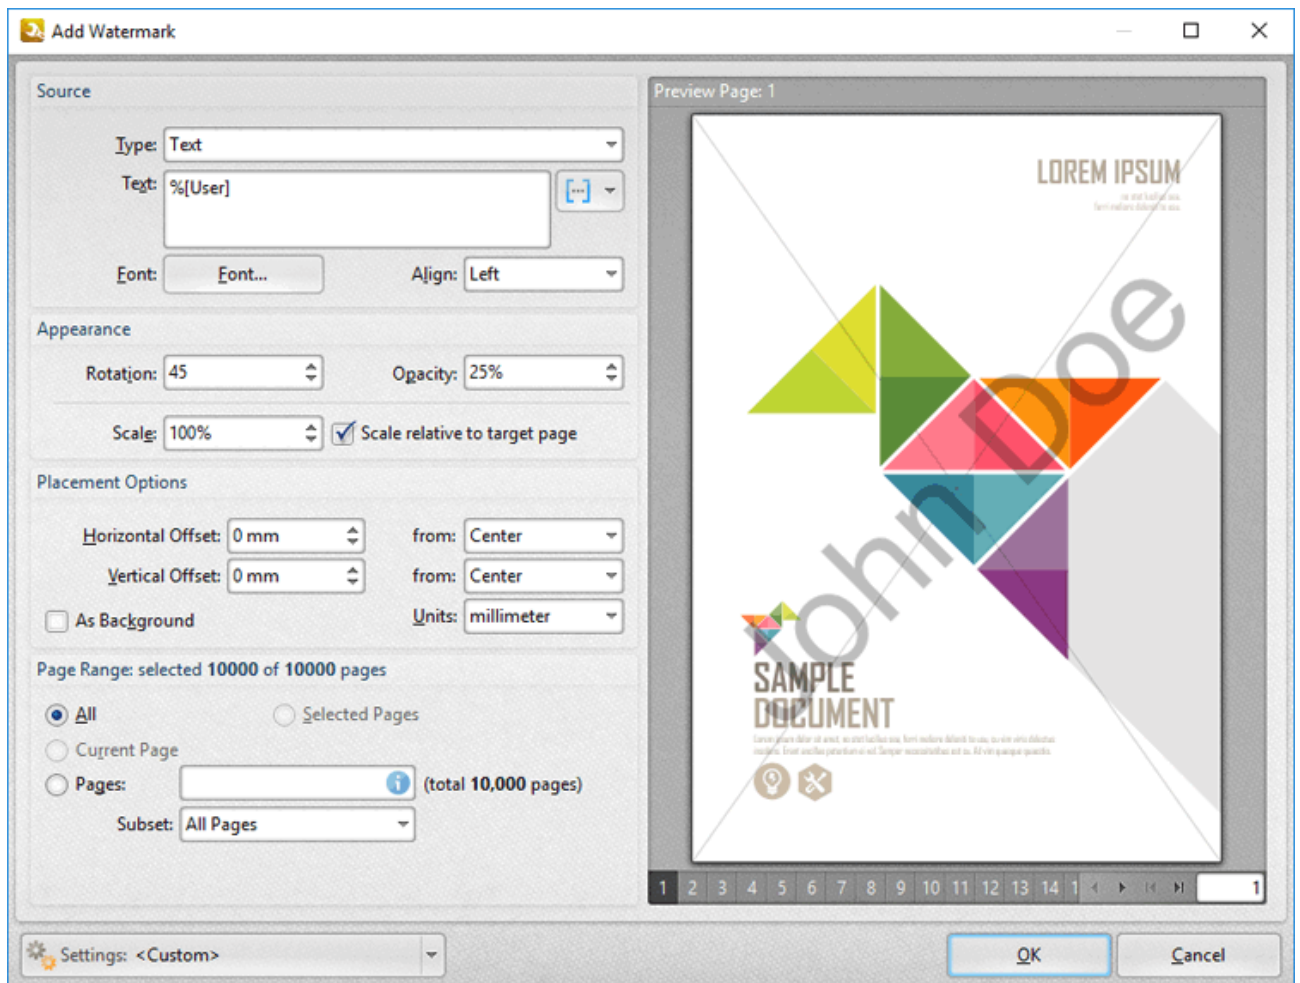 Add Watermark
Source
Type: Text
Text: %[User]
Font: Font... Align: Left
Appearance
Rotation: 45 Opacity: 25%
Scale: 100% Scale relative to target page
Placement Options
Horizontal Offset: 0 mm from: Center
Vertical Offset: 0 mm from: Center
As Background Units: millimeter
Page Range: selected 10000 of 10000 pages
All Selected Pages
Current Page
Pages: (total 10,000 pages)
Subset: All Pages
Preview Page: 1
LOREM IPSUM
John Doe
SAMPLE
DOCUMENT
1 2 3 4 5 6 7 8 9 10 11 12 13 14 1 1
Settings: <Custom> OK Cancel